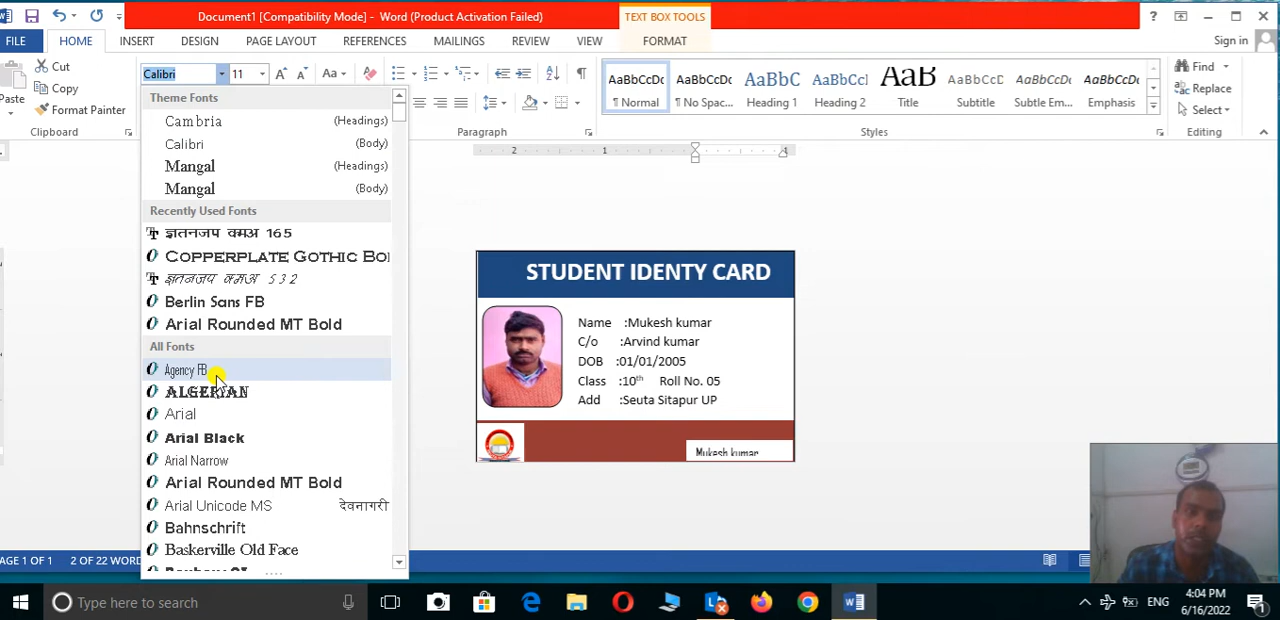 Document1 [Compatibility Mode] - Word (Product Activation Failed)
TEXT BOX TOOLS
FILE HOME INSERT DESIGN PAGE LAYOUT REFERENCES MAILINGS REVIEW VIEW FORMAT
Sign in
Cut
Copy
Format Painter
Paste
Clipboard
Calibri 11
Paragraph
AaBbCcDc AaBbCcDc AaBbC AaBbCcI AaB AaBbCcD AaBbCcDc AaBbCcDc
¶ Normal ¶ No Spac... Heading 1 Heading 2 Title Subtitle Subtle Em... Emphasis
Styles
Find
Replace
Select
Editing
Theme Fonts
Cambria (Headings)
Calibri (Body)
Mangal (Headings)
Mangal (Body)
Recently Used Fonts
ज्ञतनजप वमअ 165
COPPERPLATE GOTHIC BO
Berlin Sans FB
Arial Rounded MT Bold
All Fonts
Agency FB
ALGERIAN
Arial
Arial Black
Arial Narrow
Arial Rounded MT Bold
Arial Unicode MS देवनागरी
Bahnschrift
Baskerville Old Face
2 1 1
STUDENT IDENTY CARD
Name :Mukesh kumar
C/o :Arvind kumar
DOB :01/01/2005
Class :10th Roll No. 05
Add :Seuta Sitapur UP
Mukesh kumar
PAGE 1 OF 1 2 OF 22 WORD
Type here to search
ENG
4:04 PM
6/16/2022